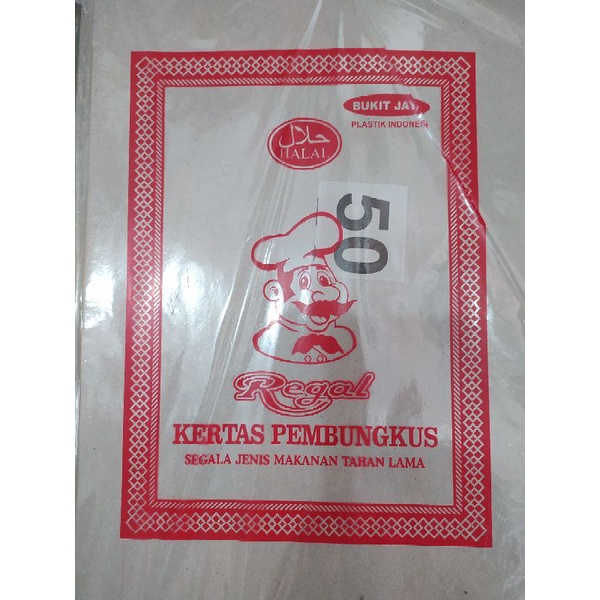 BUKIT JAYA
PLASTIK INDONESIA
حلال
HALAL
50
Regal
KERTAS PEMBUNGKUS
SEGALA JENIS MAKANAN TAHAN LAMA